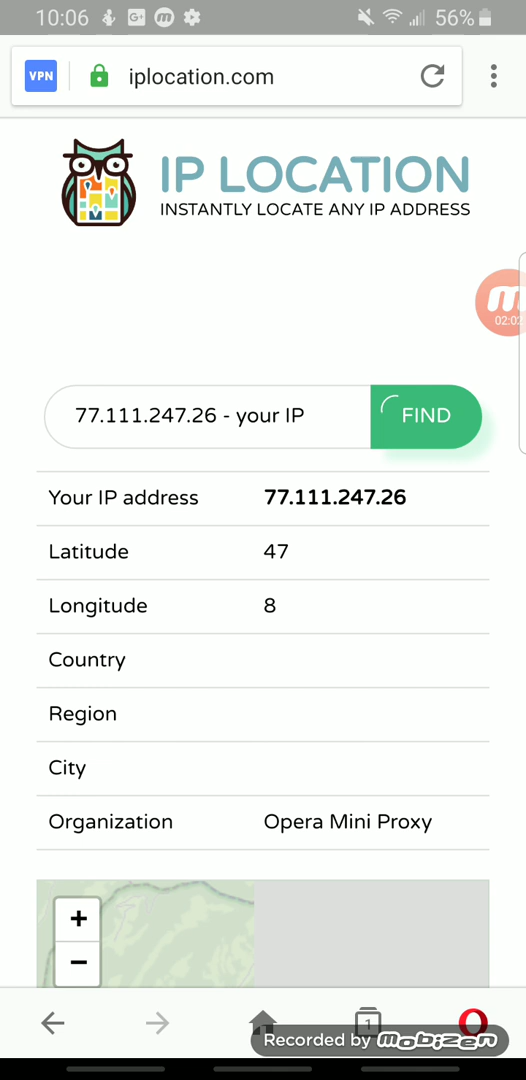 10:06 G+ m 56%
VPN iplocation.com
IP LOCATION
INSTANTLY LOCATE ANY IP ADDRESS
m
02:02
77.111.247.26 - your IP FIND
Your IP address 77.111.247.26
Latitude 47
Longitude 8
Country
Region
City
Organization Opera Mini Proxy
+
−
1
Recorded by mobizen